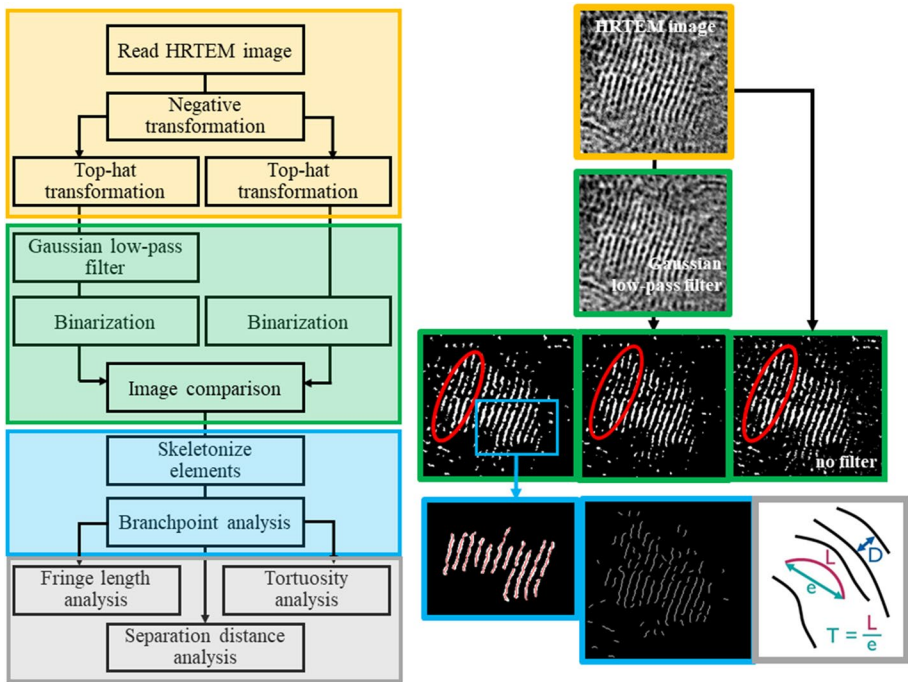 Read HRTEM image
Negative
transformation
Top-hat
transformation
Top-hat
transformation
Gaussian low-pass
filter
Binarization
Binarization
Image comparison
Skeletonize
elements
Branchpoint analysis
Fringe length
analysis
Tortuosity
analysis
Separation distance
analysis
HRTEM image
Gaussian
low-pass filter
no filter
L
D
e
T = L/e